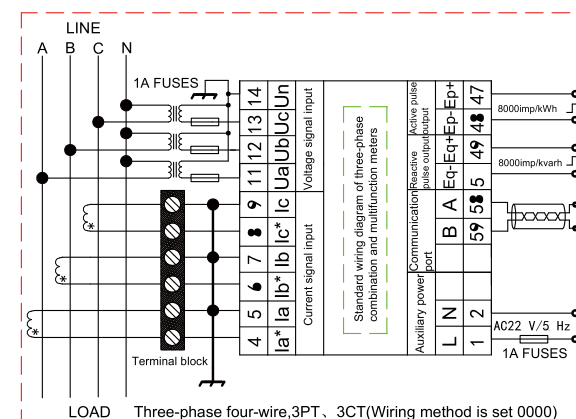 LINE
A B C N
1A FUSES
14 Un
13 Uc
12 Ub
11 Ua
Voltage signal input
9 Ic
8 Ic*
7 Ib
6 Ib*
5 Ia
4 Ia*
Current signal input
Standard wiring diagram of three-phase
combination and multifunction meters
Active pulse
output
Ep+ 47
Ep- 48
8000imp/kWh
Reactive
pulse output
Eq+ 49
Eq- 5
8000imp/kvarh
Communication
port
A 58
B 59
Auxiliary power
N 2
L 1
AC22 V/5 Hz
1A FUSES
Terminal block
LOAD
Three-phase four-wire,3PT、3CT(Wiring method is set 0000)